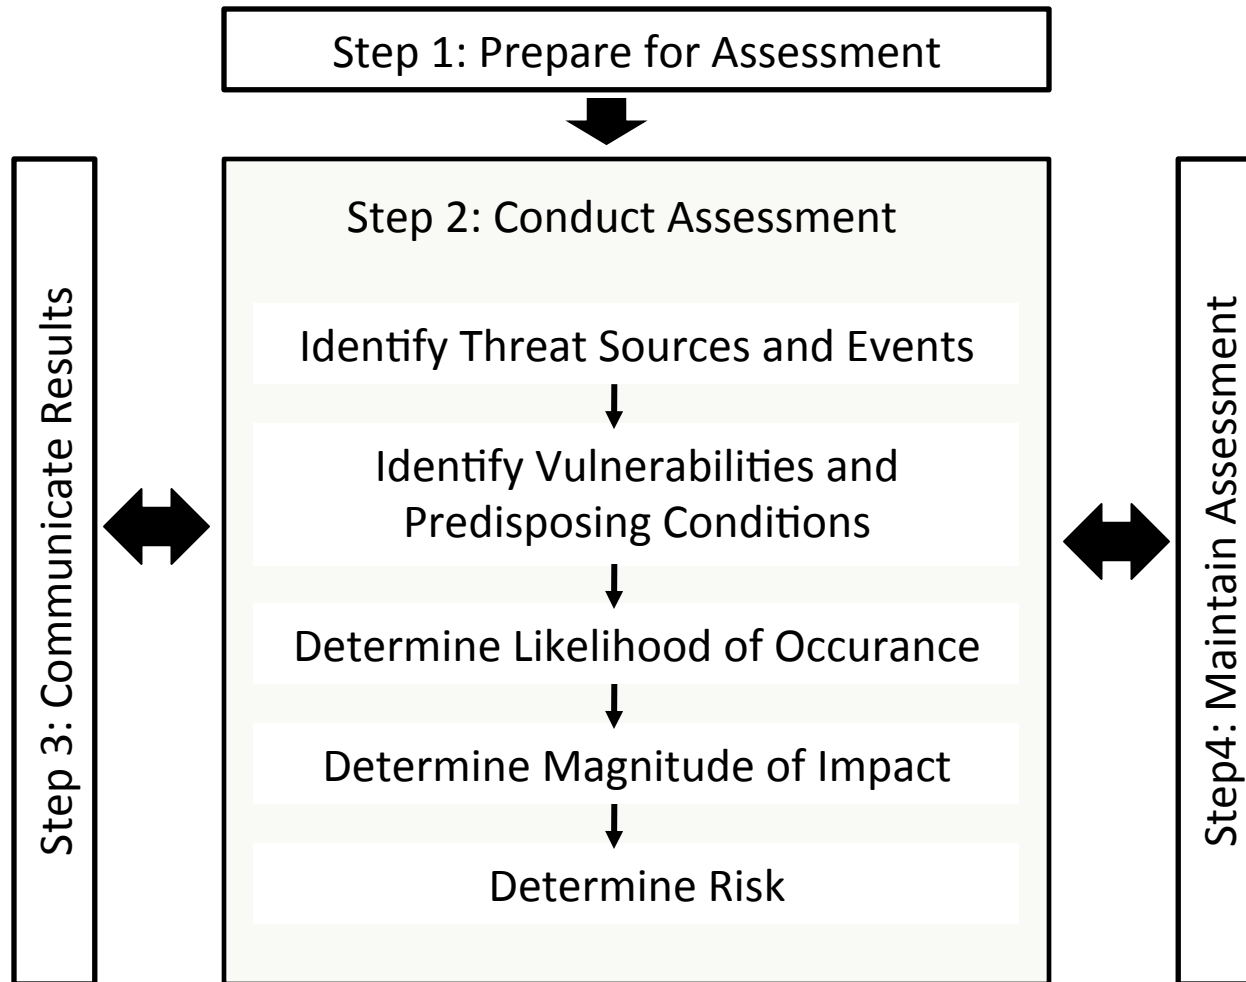 Step 1: Prepare for Assessment
Step 2: Conduct Assessment
Identify Threat Sources and Events
Identify Vulnerabilities and
Predisposing Conditions
Determine Likelihood of Occurance
Determine Magnitude of Impact
Determine Risk
Step 3: Communicate Results
Step4: Maintain Assessment